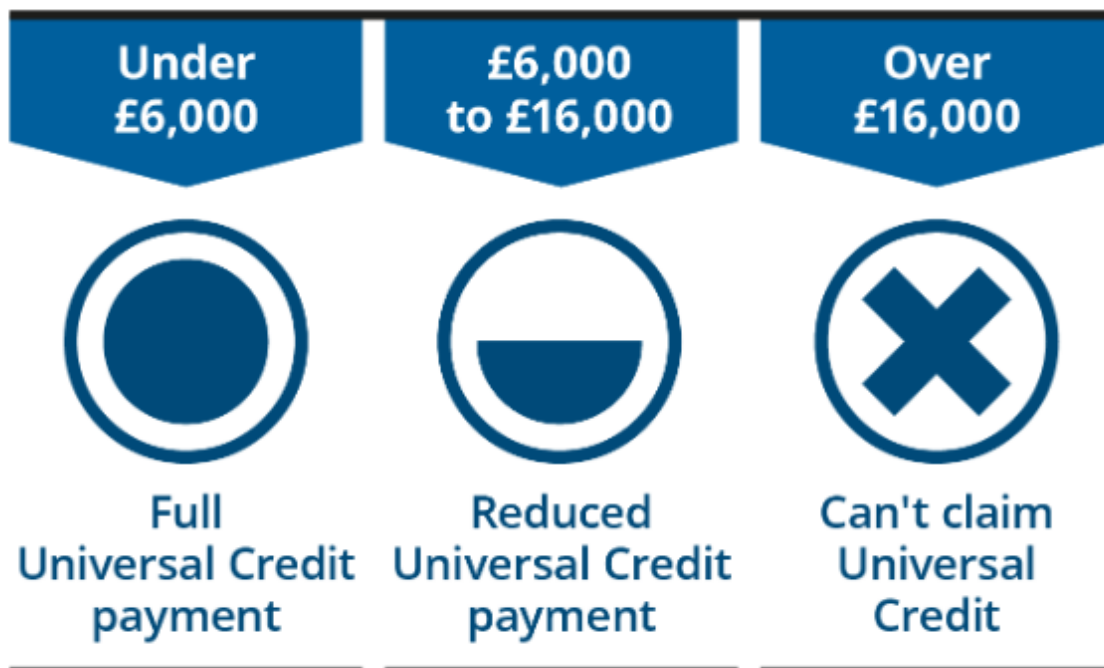 Under
£6,000
£6,000
to £16,000
Over
£16,000
Full
Universal Credit
payment
Reduced
Universal Credit
payment
Can't claim
Universal
Credit